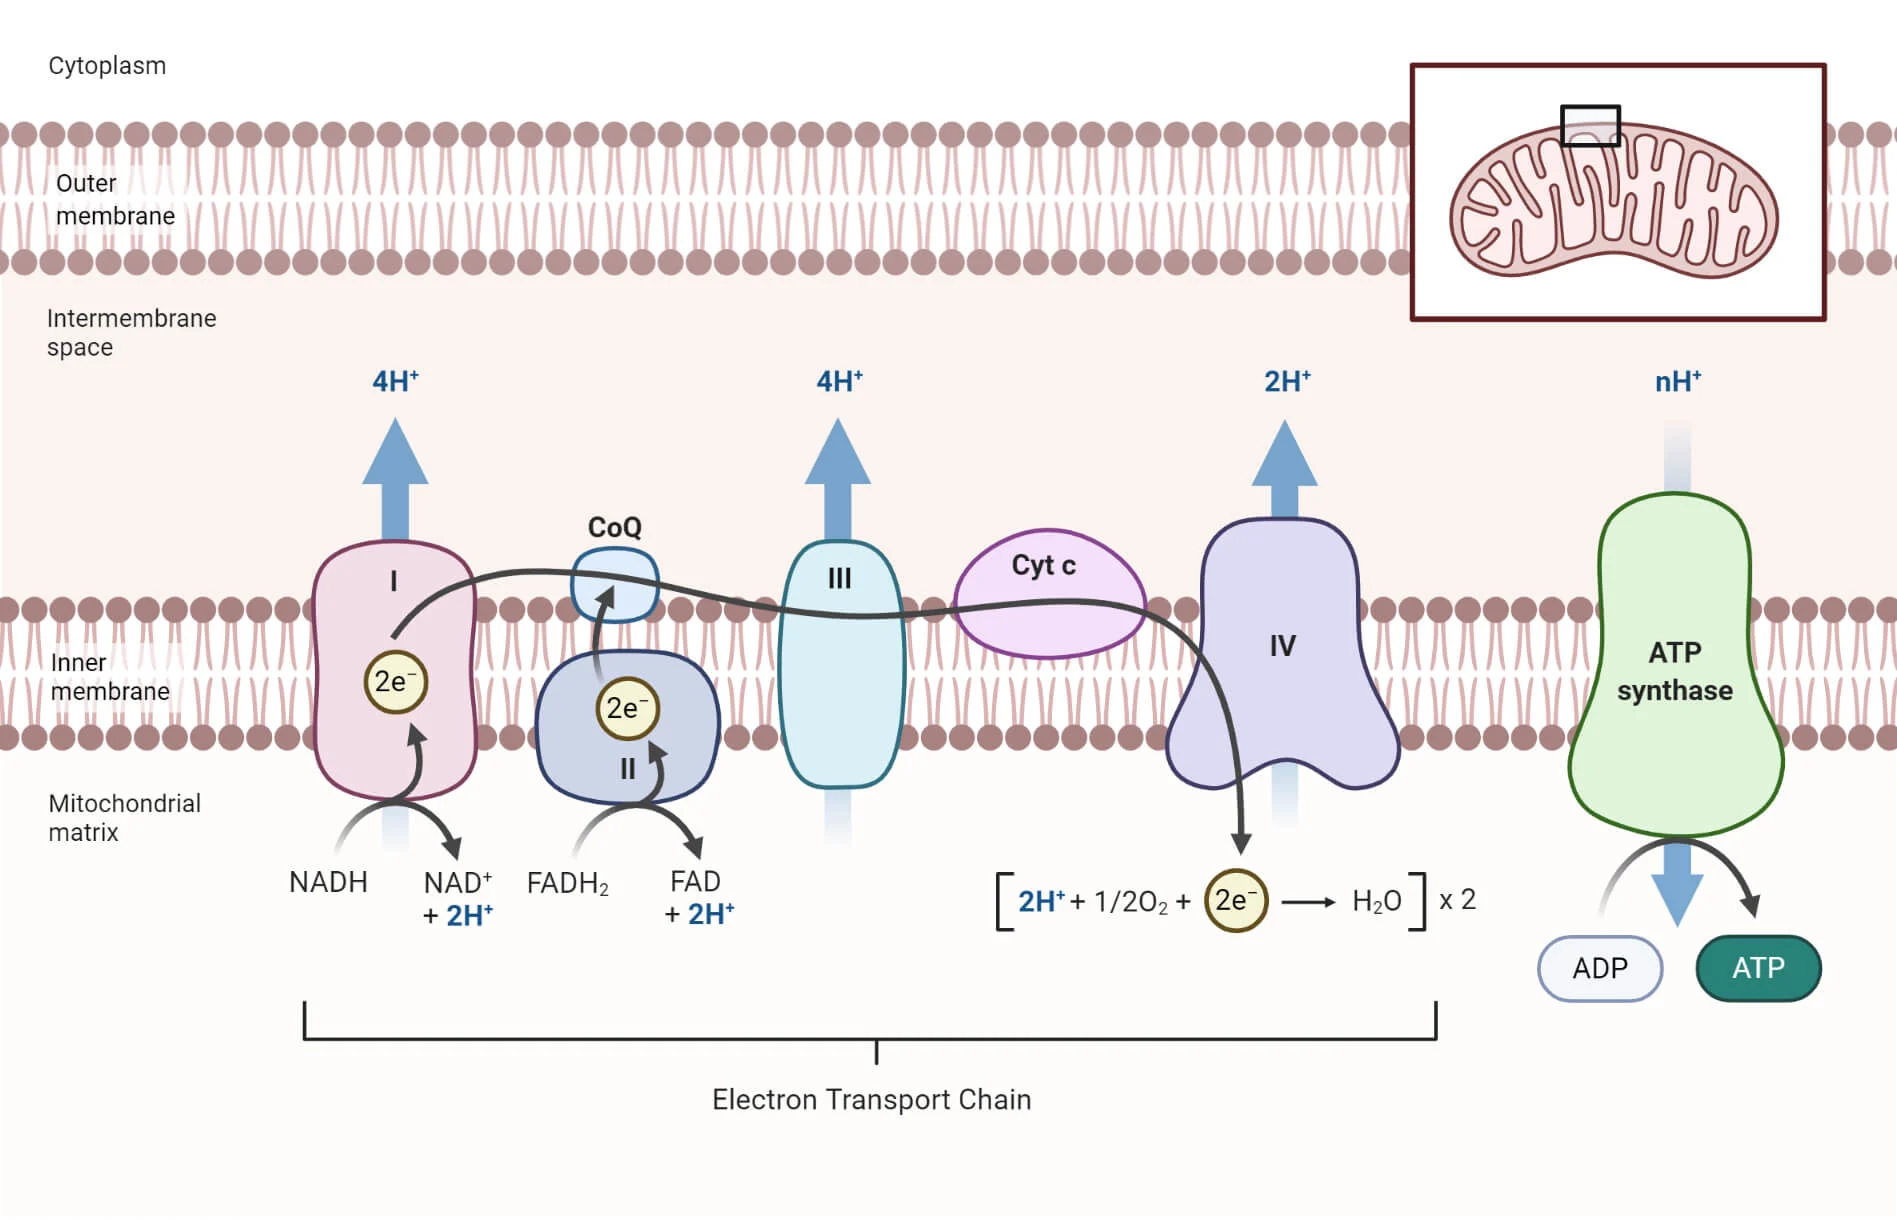 Cytoplasm
Outer
membrane
Intermembrane
space
4H⁺
4H⁺
2H⁺
nH⁺
CoQ
I
III
Cyt c
IV
ATP
synthase
Inner
membrane
2e⁻
2e⁻
II
Mitochondrial
matrix
NADH
NAD⁺
+ 2H⁺
FADH₂
FAD
+ 2H⁺
[2H⁺ + 1/2O₂ + 2e⁻ → H₂O] x 2
ADP
ATP
Electron Transport Chain